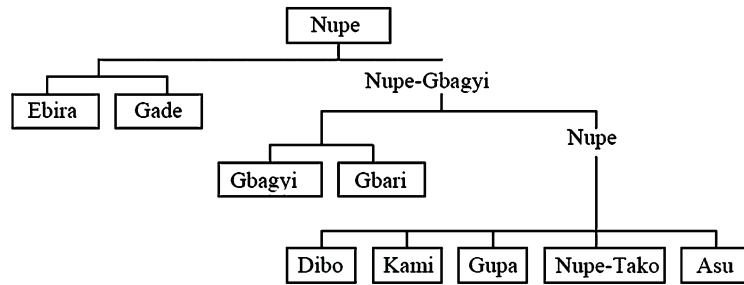 Nupe
Nupe-Gbagyi
Ebira Gade
Nupe
Gbagyi Gbari
Dibo Kami Gupa Nupe-Tako Asu